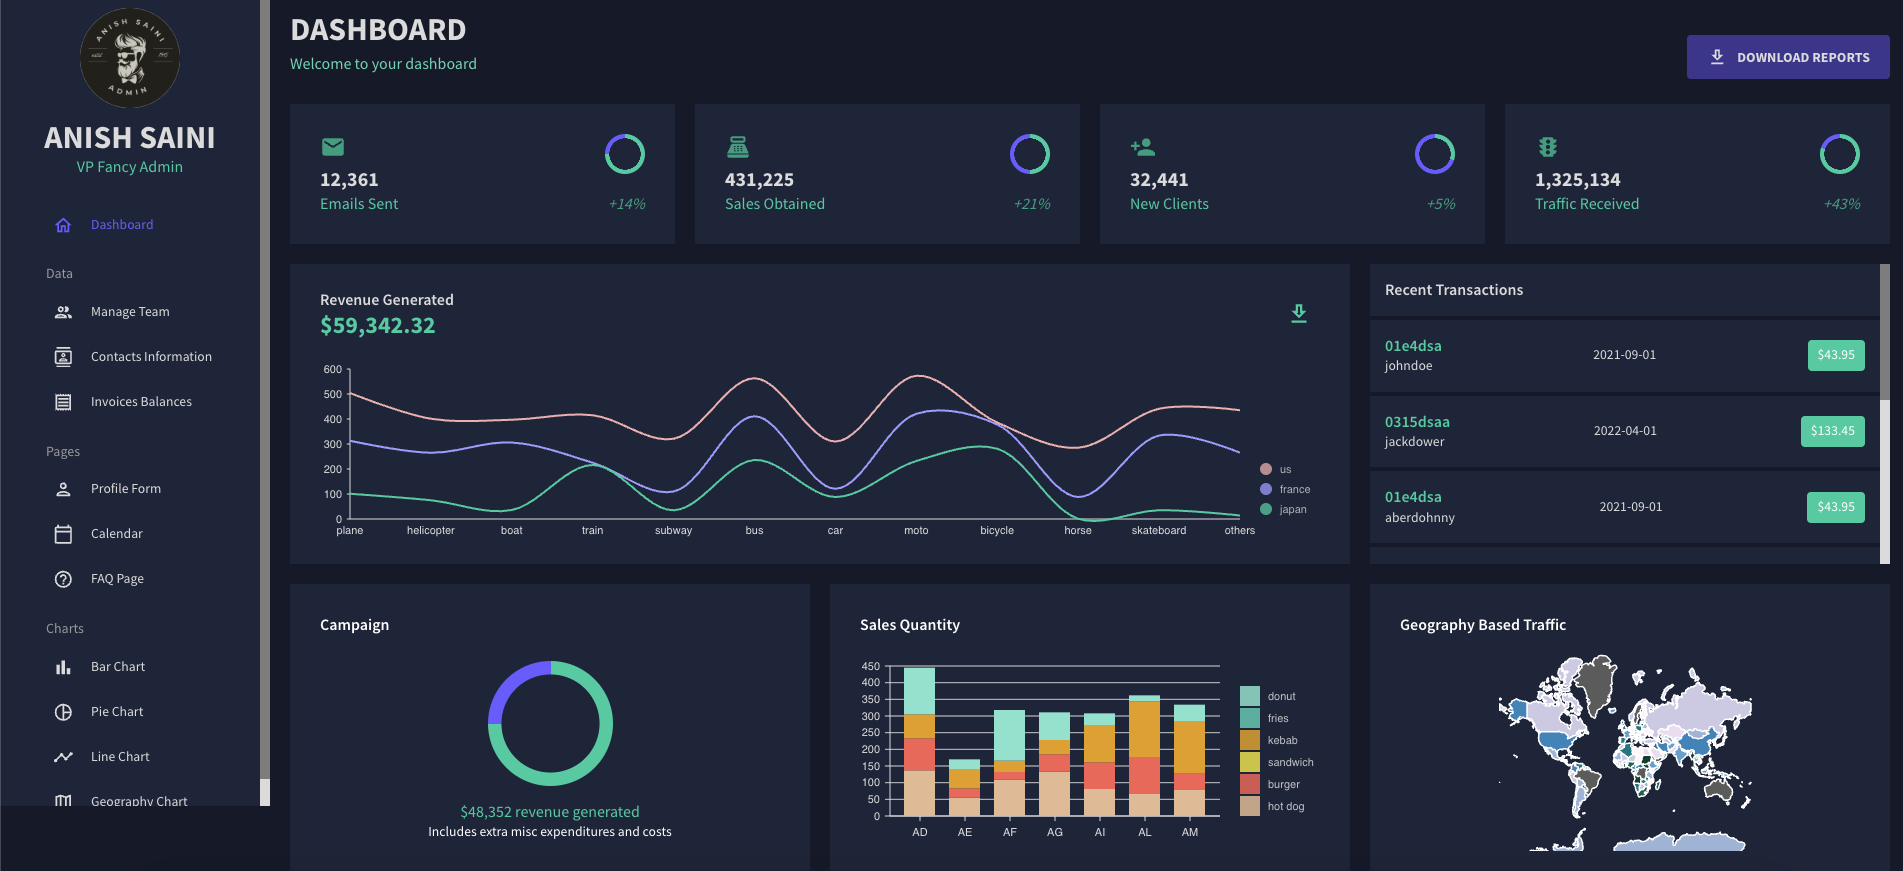 ANISH SAINI
ADMIN
ANISH SAINI
VP Fancy Admin
Dashboard
Data
Manage Team
Contacts Information
Invoices Balances
Pages
Profile Form
Calendar
FAQ Page
Charts
Bar Chart
Pie Chart
Line Chart
Geography Chart
DASHBOARD
Welcome to your dashboard
DOWNLOAD REPORTS
12,361
Emails Sent
+14%
431,225
Sales Obtained
+21%
32,441
New Clients
+5%
1,325,134
Traffic Received
+43%
Revenue Generated
$59,342.32
600
500
400
300
200
100
0
plane helicopter boat train subway bus car moto bicycle horse skateboard others
us
france
japan
Recent Transactions
01e4dsa
johndoe
2021-09-01
$43.95
0315dsaa
jackdower
2022-04-01
$133.45
01e4dsa
aberdohnny
2021-09-01
$43.95
Campaign
$48,352 revenue generated
Includes extra misc expenditures and costs
Sales Quantity
450
400
350
300
250
200
150
100
50
0
AD AE AF AG AI AL AM
donut
fries
kebab
sandwich
burger
hot dog
Geography Based Traffic